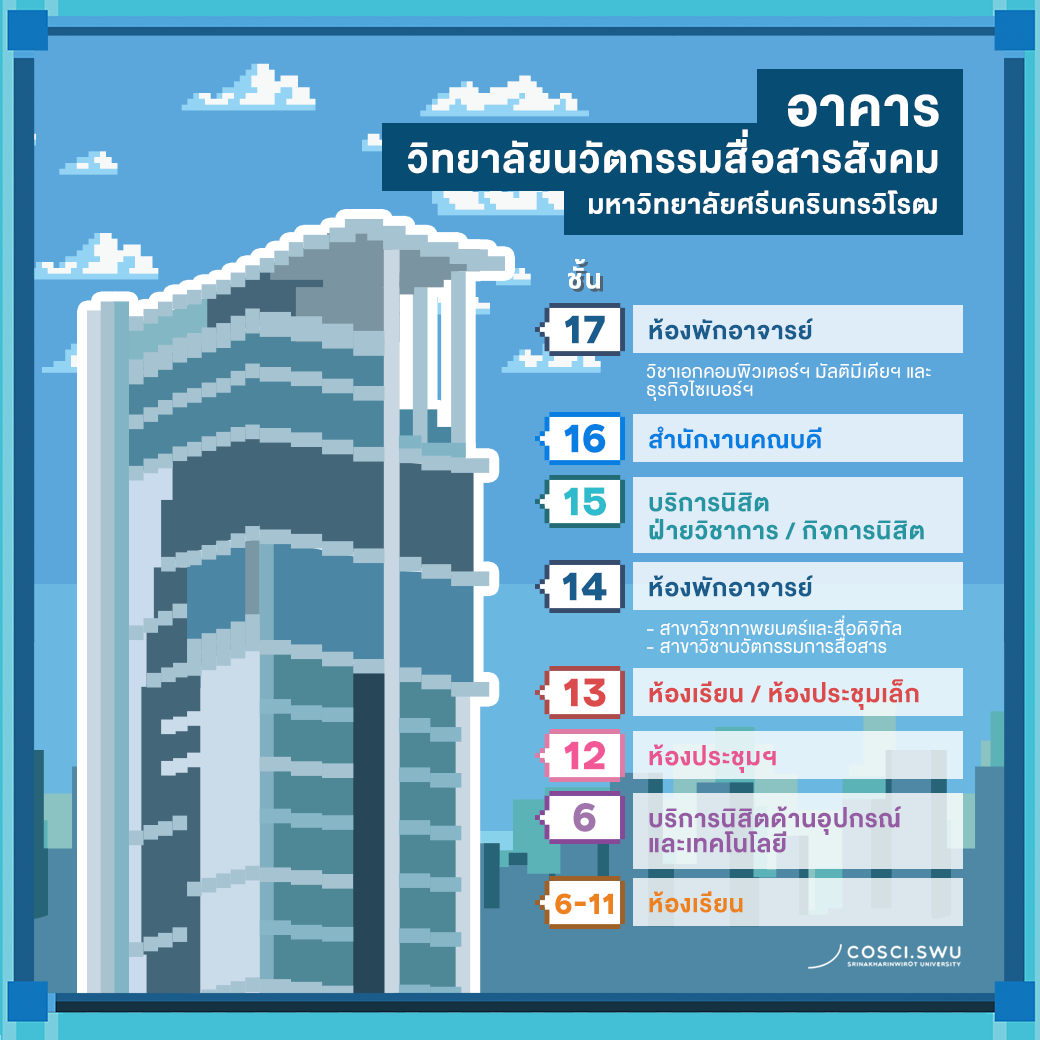 อาคาร
วิทยาลัยนวัตกรรมสื่อสารสังคม
มหาวิทยาลัยศรีนครินทรวิโรฒ
ชั้น
17 ห้องพักอาจารย์
วิชาเอกคอมพิวเตอร์ฯ มัลติมีเดียฯ และ
ธุรกิจไซเบอร์ฯ
16 สำนักงานคณบดี
15 บริการนิสิต
ฝ่ายวิชาการ / กิจการนิสิต
14 ห้องพักอาจารย์
- สาขาวิชาภาพยนตร์และสื่อดิจิทัล
- สาขาวิชานวัตกรรมการสื่อสาร
13 ห้องเรียน / ห้องประชุมเล็ก
12 ห้องประชุมฯ
6 บริการนิสิตด้านอุปกรณ์
และเทคโนโลยี
6-11 ห้องเรียน
COSCI.SWU
SRINAKHARINWIROT UNIVERSITY